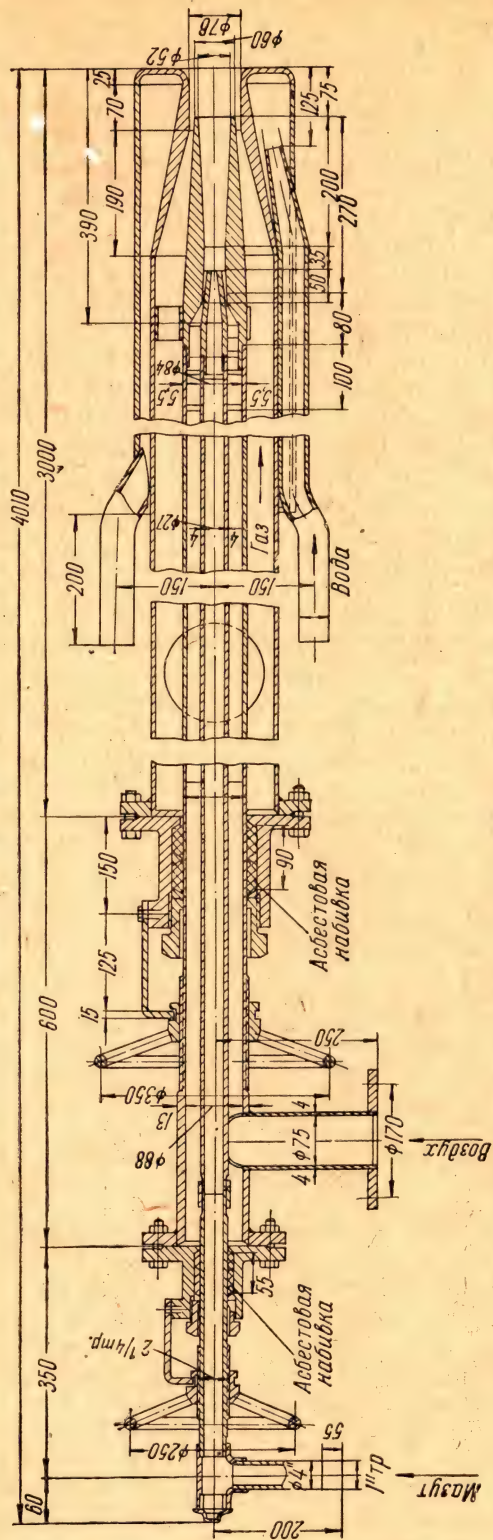 4010
60
350
600
3000
200
390
190
70
25
ф52
ф60
ф78
15
125
150
ф250
2 1/4 тр.
ф350
13
ф88
ф27
4
4
150
150
ф84
5,5
5,5
Газ
Вода
100
80
50
35
270
200
125
75
Асбестовая
набивка
90
250
4
ф75
4
ф170
Воздух
55
Асбестовая
набивка
ф4"
1" тр
55
200
Мазут